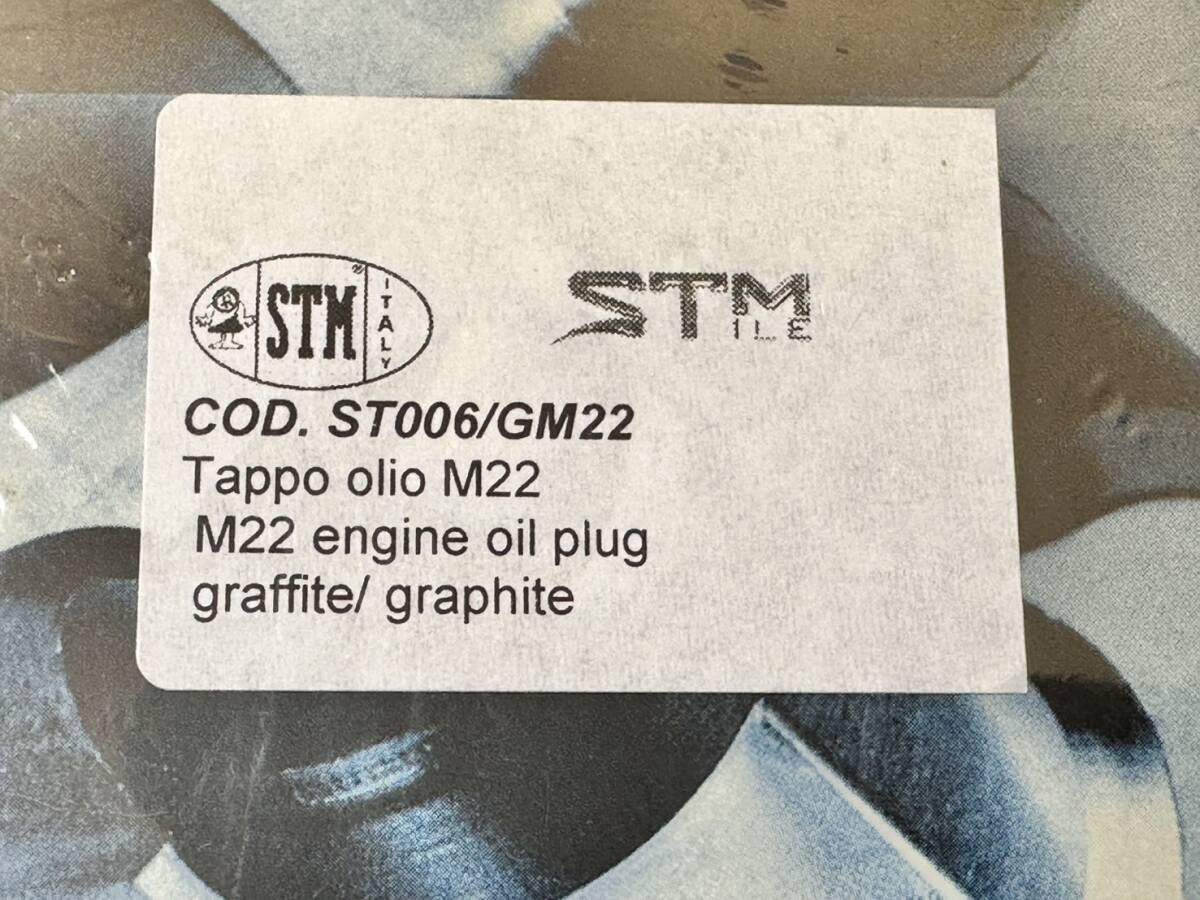 STM
ITALY
STM
ILE
COD. ST006/GM22
Tappo olio M22
M22 engine oil plug
graffite/ graphite